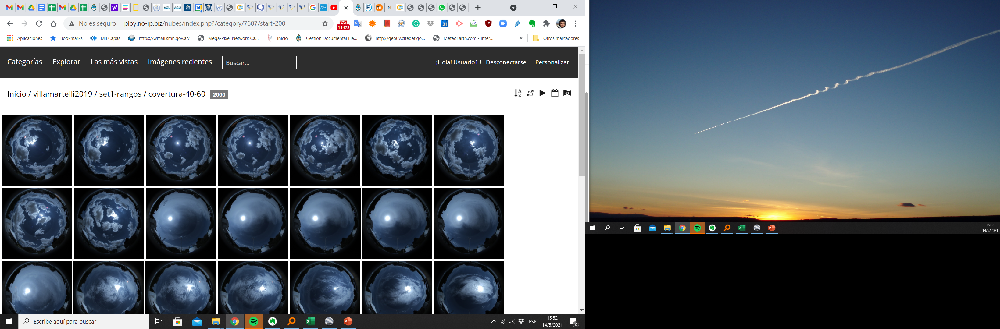 Y!
AGU
AGU
14
G
E
N
No es seguro | ploy.no-ip.biz/nubes/index.php?/category/7607/start-200
11472
31
Aplicaciones Bookmarks Mil Capas https://wmail.smn.gov.ar/ Mega-Pixel Network Ca... Inicio Gestión Documental Ele... http://geouv.citedef.go... MeteoEarth.com - Inter... » Otros marcadores
Categorías Explorar Las más vistas Imágenes recientes Buscar... ¡Hola! Usuario1 ! Desconectarse Personalizar
Inicio / villamartelli2019 / set1-rangos / covertura-40-60 2000
A
Z
Escribe aquí para buscar
ESP
15:52
14/5/2021
2
15:52
14/5/2021